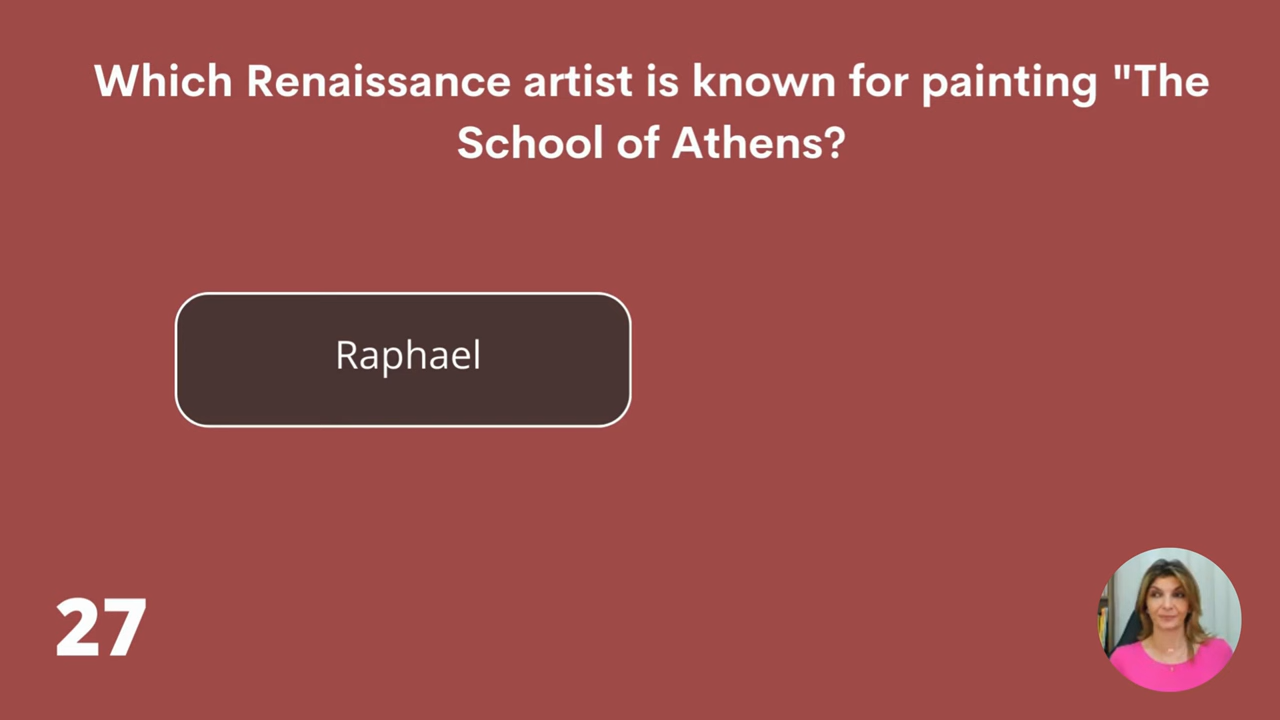 Which Renaissance artist is known for painting "The
School of Athens?
Raphael
27